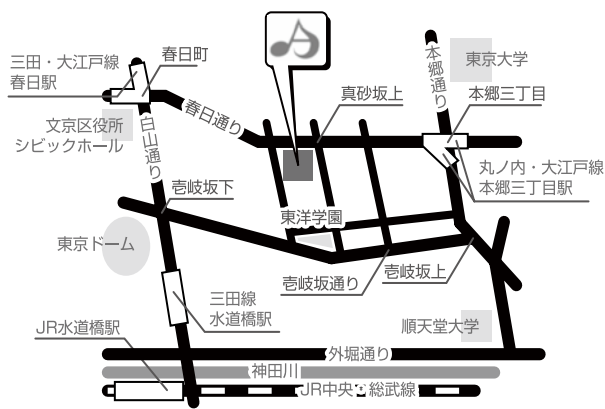 三田・大江戸線
春日駅
春日町
本郷通り
東京大学
春日通り
真砂坂上
本郷三丁目
文京区役所
シビックホール
白山通り
丸ノ内・大江戸線
本郷三丁目駅
壱岐坂下
東洋学園
東京ドーム
壱岐坂通り
壱岐坂上
三田線
水道橋駅
JR水道橋駅
順天堂大学
外堀通り
神田川
JR中央・総武線